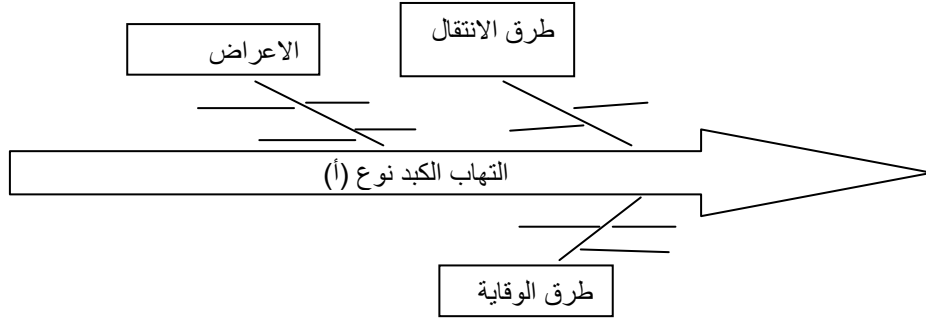 طرق الانتقال
الاعراض
التهاب الكبد نوع (أ)
طرق الوقاية